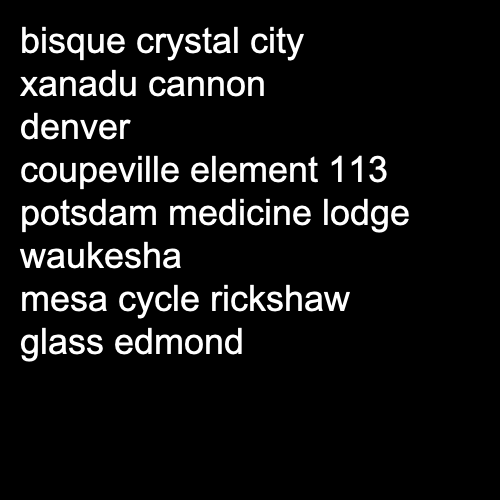 bisque crystal city
xanadu cannon
denver
coupeville element 113
potsdam medicine lodge
waukesha
mesa cycle rickshaw
glass edmond